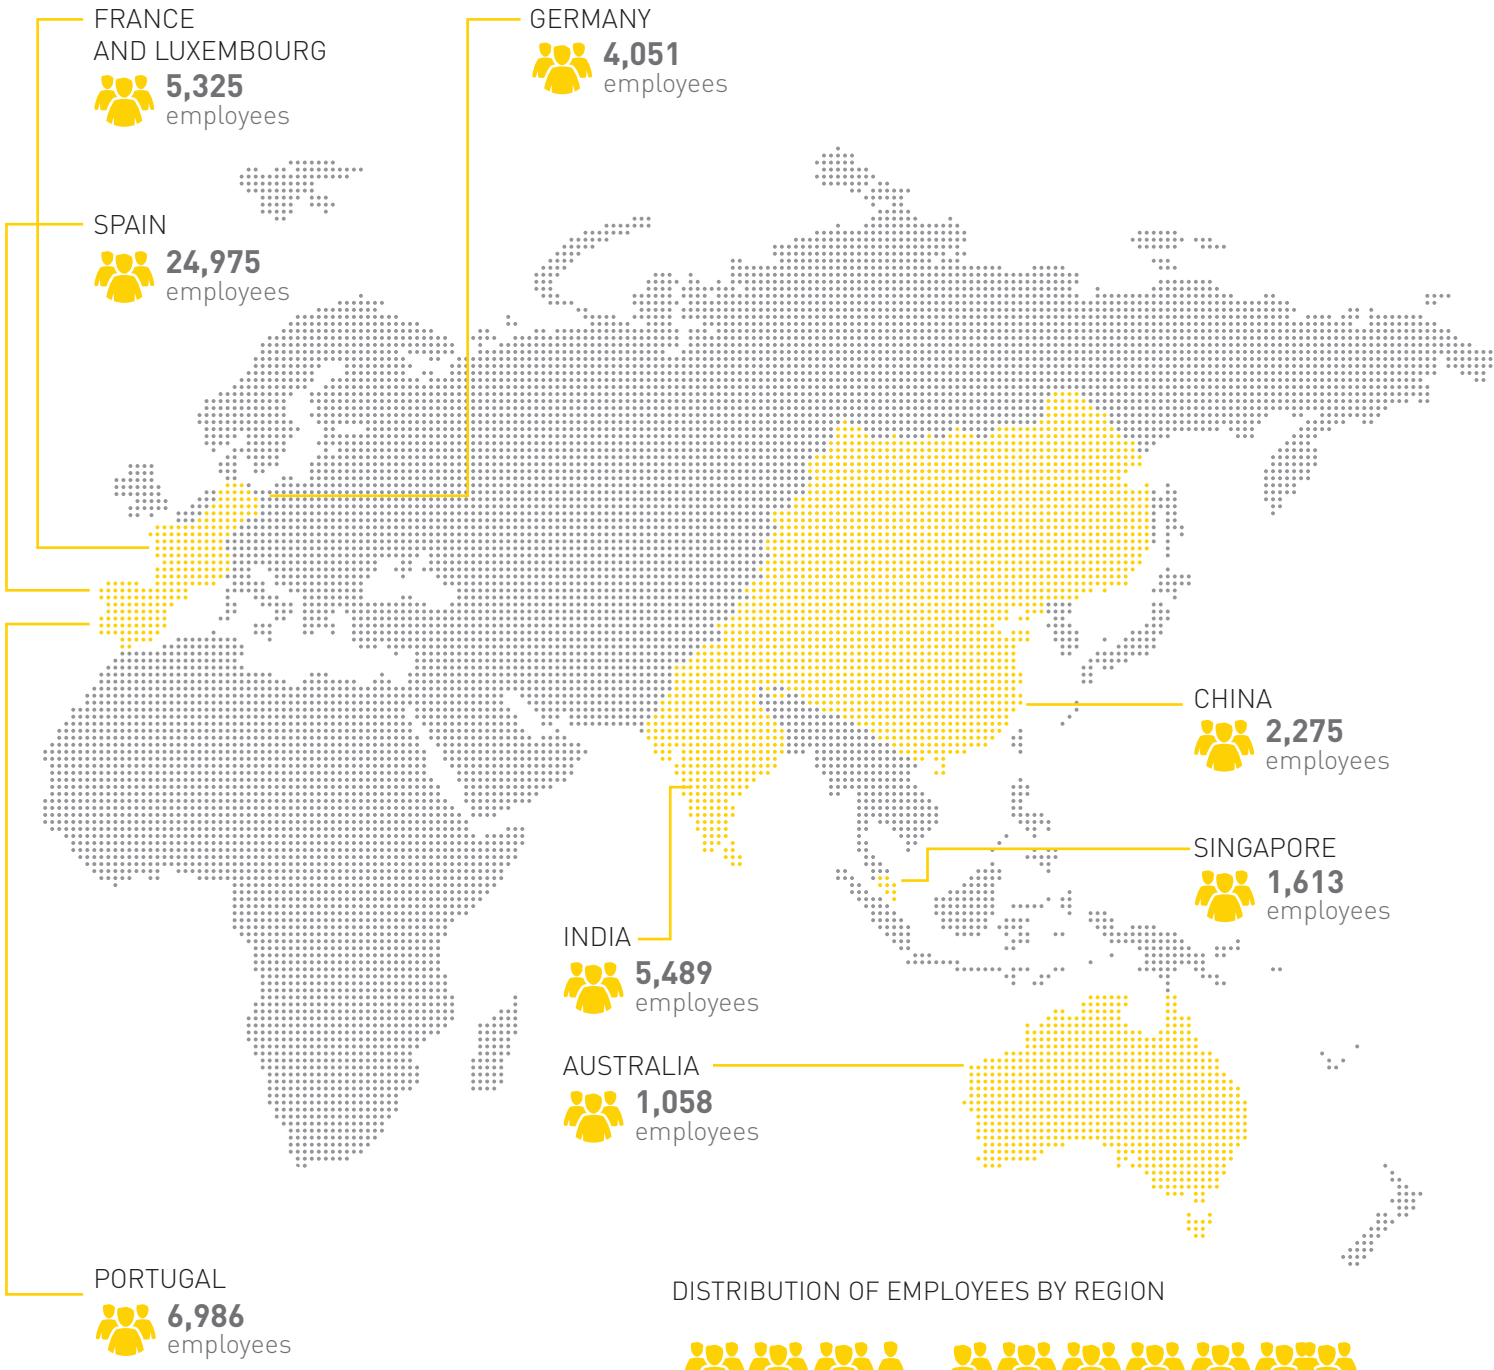 FRANCE
AND LUXEMBOURG
5,325
employees
GERMANY
4,051
employees
SPAIN
24,975
employees
CHINA
2,275
employees
SINGAPORE
1,613
employees
INDIA
5,489
employees
AUSTRALIA
1,058
employees
PORTUGAL
6,986
employees
DISTRIBUTION OF EMPLOYEES BY REGION